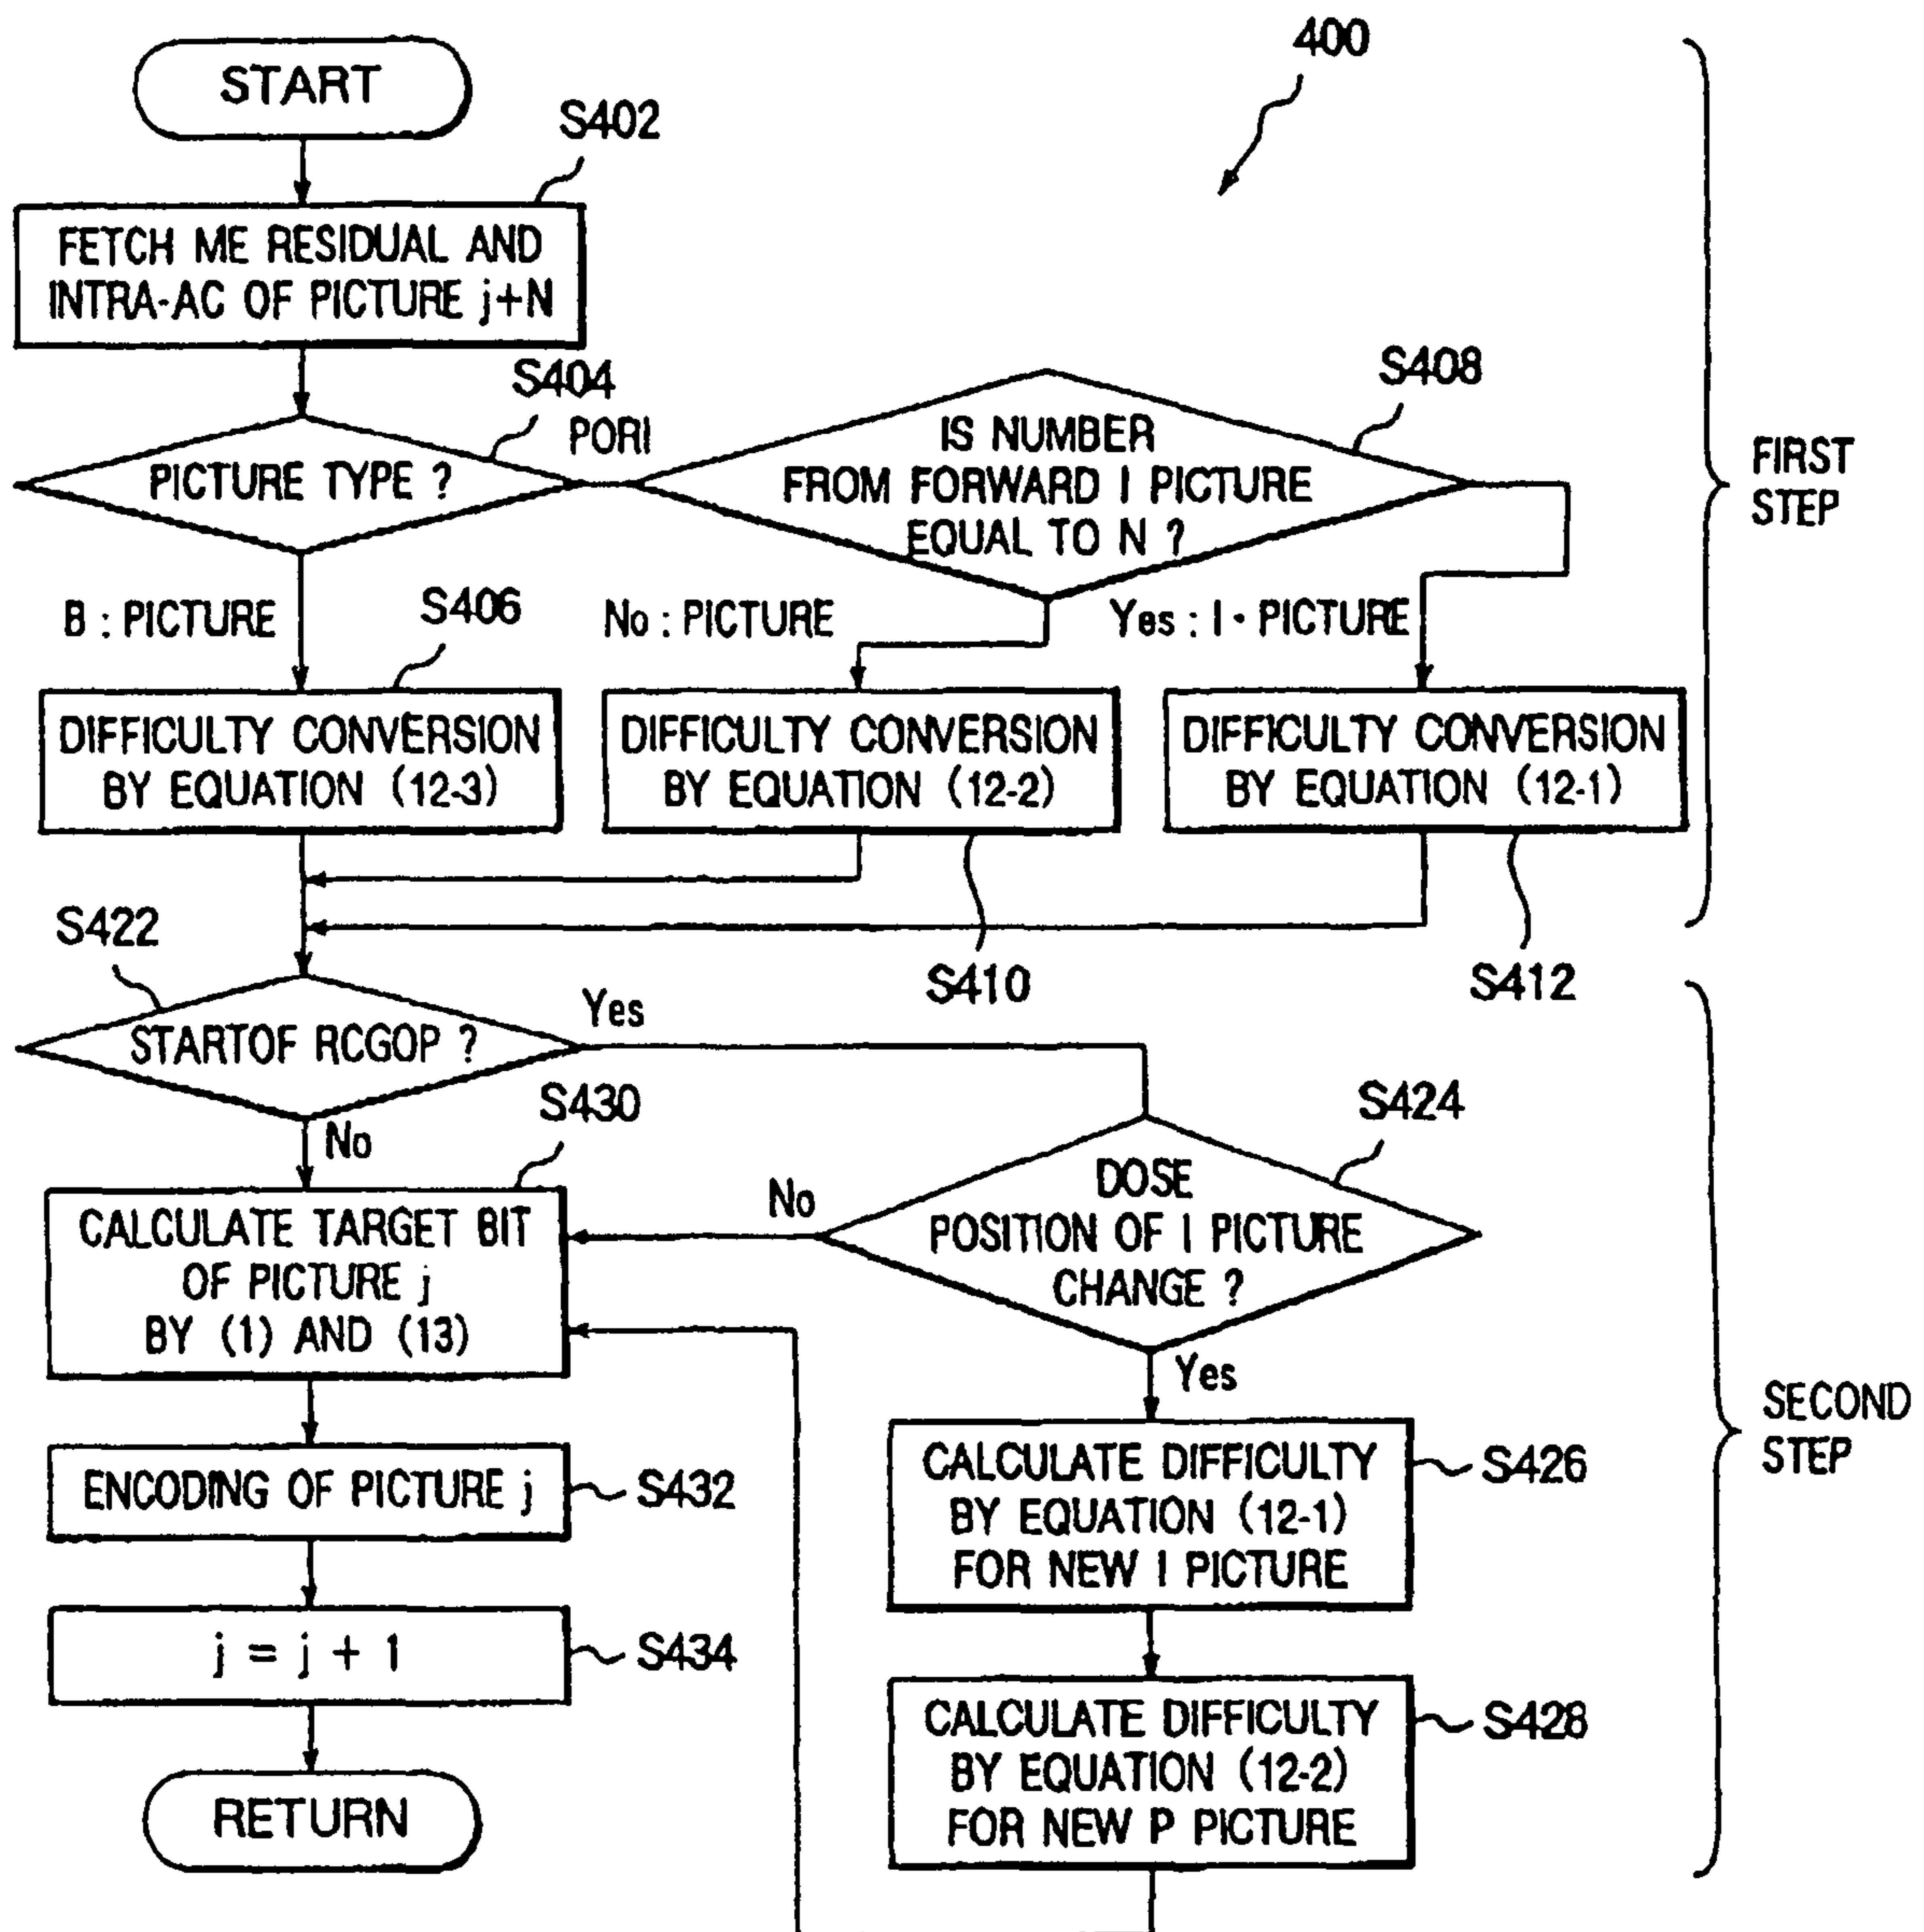 400
START
S402
FETCH ME RESIDUAL AND
INTRA-AC OF PICTURE j+N
S404
PORI
PICTURE TYPE ?
S408
IS NUMBER
FROM FORWARD I PICTURE
EQUAL TO N ?
FIRST
STEP
B : PICTURE
S406
No : PICTURE
Yes : I · PICTURE
DIFFICULTY CONVERSION
BY EQUATION (12-3)
DIFFICULTY CONVERSION
BY EQUATION (12-2)
DIFFICULTY CONVERSION
BY EQUATION (12-1)
S410
S412
S422
STARTOF RCGOP ?
Yes
No
S430
S424
DOSE
POSITION OF I PICTURE
CHANGE ?
No
Yes
CALCULATE TARGET BIT
OF PICTURE j
BY (1) AND (13)
SECOND
STEP
ENCODING OF PICTURE j
S432
CALCULATE DIFFICULTY
BY EQUATION (12-1)
FOR NEW I PICTURE
S426
j = j + 1
S434
CALCULATE DIFFICULTY
BY EQUATION (12-2)
FOR NEW P PICTURE
S428
RETURN